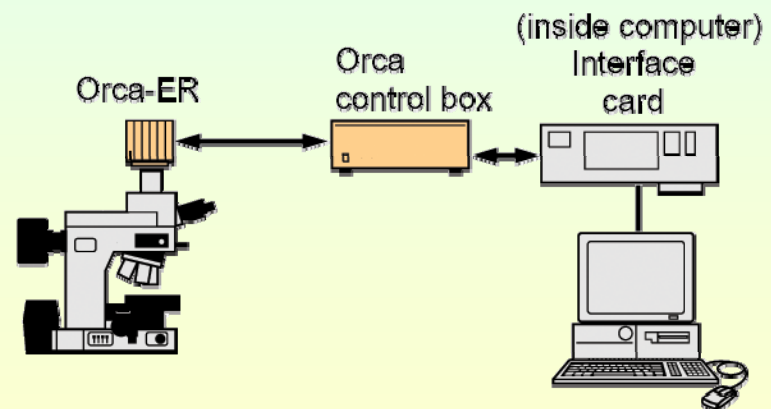 Orca-ER
Orca
control box
(inside computer)
Interface
card